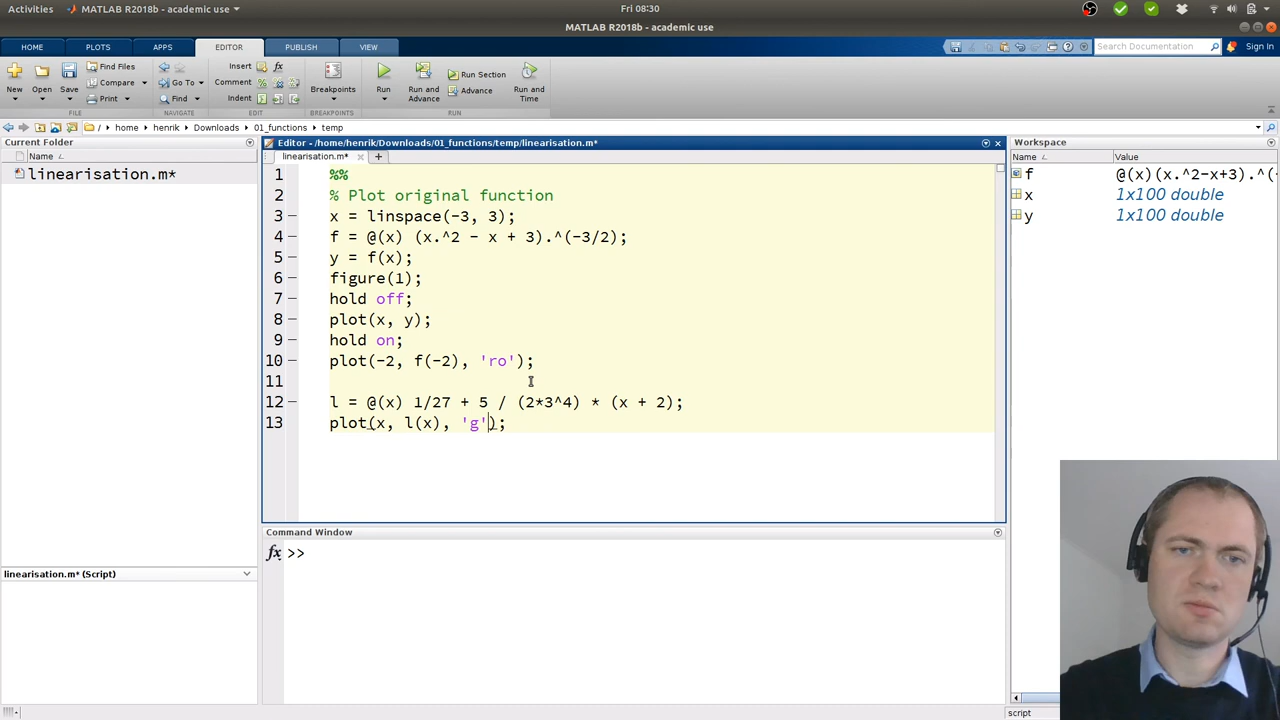 Activities
MATLAB R2018b - academic use
Fri 08:30
MATLAB R2018b - academic use
HOME PLOTS APPS EDITOR PUBLISH VIEW
Search Documentation
Sign In
New Open Save
Find Files
Compare
Print
Go To
Find
Insert fx
Comment
Indent
Breakpoints
Run
Run and Advance
Run Section
Advance
Run and Time
FILE NAVIGATE EDIT BREAKPOINTS RUN
/ home henrik Downloads 01_functions temp
Current Folder
Name
linearisation.m*
linearisation.m* (Script)
Editor - /home/henrik/Downloads/01_functions/temp/linearisation.m*
linearisation.m*
1 %%
2 % Plot original function
3 x = linspace(-3, 3);
4 f = @(x) (x.^2 - x + 3).^(-3/2);
5 y = f(x);
6 figure(1);
7 hold off;
8 plot(x, y);
9 hold on;
10 plot(-2, f(-2), 'ro');
11
12 l = @(x) 1/27 + 5 / (2*3^4) * (x + 2);
13 plot(x, l(x), 'g');
Command Window
fx >>
Workspace
Name Value
f @(x)(x.^2-x+3).^(-
x 1x100 double
y 1x100 double
script